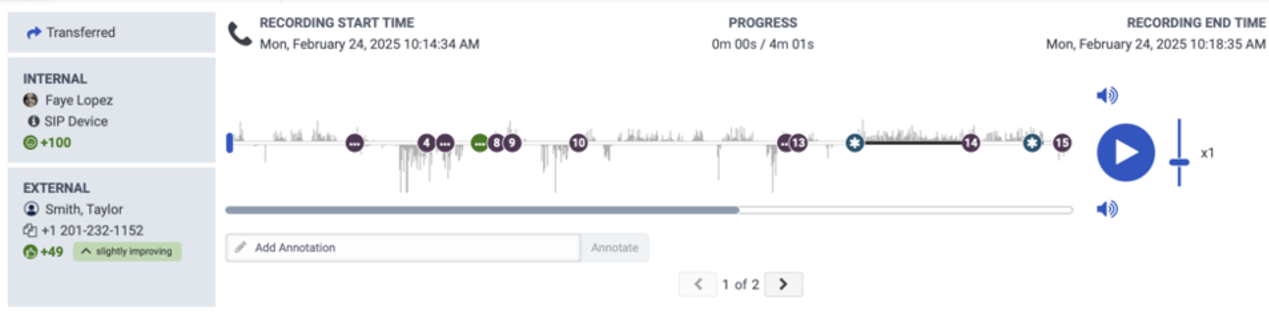 Transferred
INTERNAL
Faye Lopez
SIP Device
+100
EXTERNAL
Smith, Taylor
+1 201-232-1152
+49 slightly improving
RECORDING START TIME
Mon, February 24, 2025 10:14:34 AM
PROGRESS
0m 00s / 4m 01s
RECORDING END TIME
Mon, February 24, 2025 10:18:35 AM
... 4 ... ... 8 9 10 ... 13 * 14 * 15
x1
Add Annotation
Annotate
1 of 2